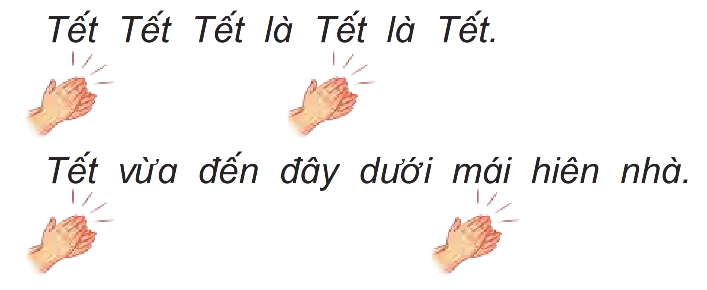 Tết Tết Tết là Tết là Tết.
Tết vừa đến đây dưới mái hiên nhà.